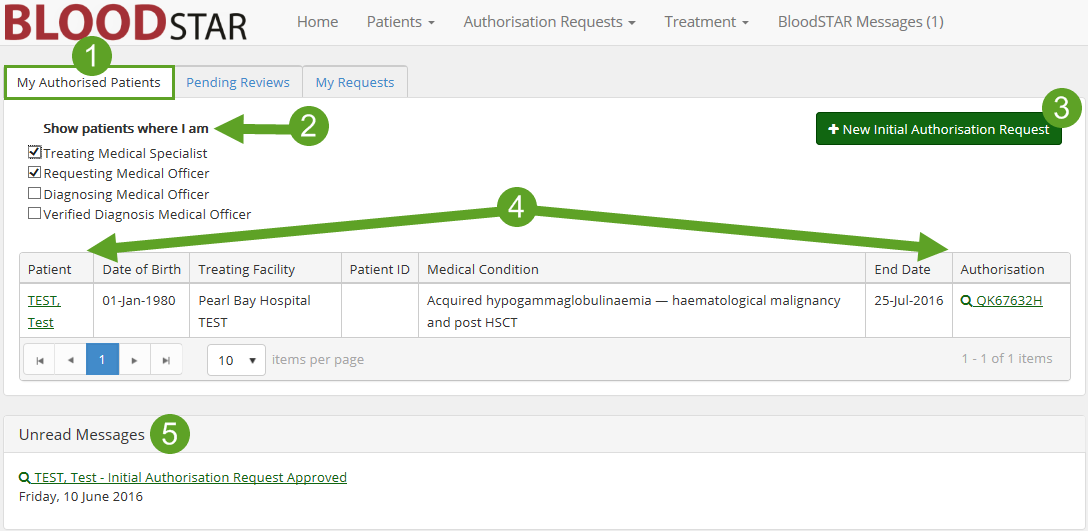 BLOODSTAR
Home Patients Authorisation Requests Treatment BloodSTAR Messages (1)
1
My Authorised Patients Pending Reviews My Requests
3
Show patients where I am 2
+ New Initial Authorisation Request
Treating Medical Specialist
Requesting Medical Officer
Diagnosing Medical Officer
Verified Diagnosis Medical Officer
4
Patient Date of Birth Treating Facility Patient ID Medical Condition End Date Authorisation
TEST, 01-Jan-1980 Pearl Bay Hospital Acquired hypogammaglobulinaemia — haematological malignancy 25-Jul-2016 QK67632H
Test TEST and post HSCT
1 10 items per page 1 - 1 of 1 items
Unread Messages 5
TEST, Test - Initial Authorisation Request Approved
Friday, 10 June 2016